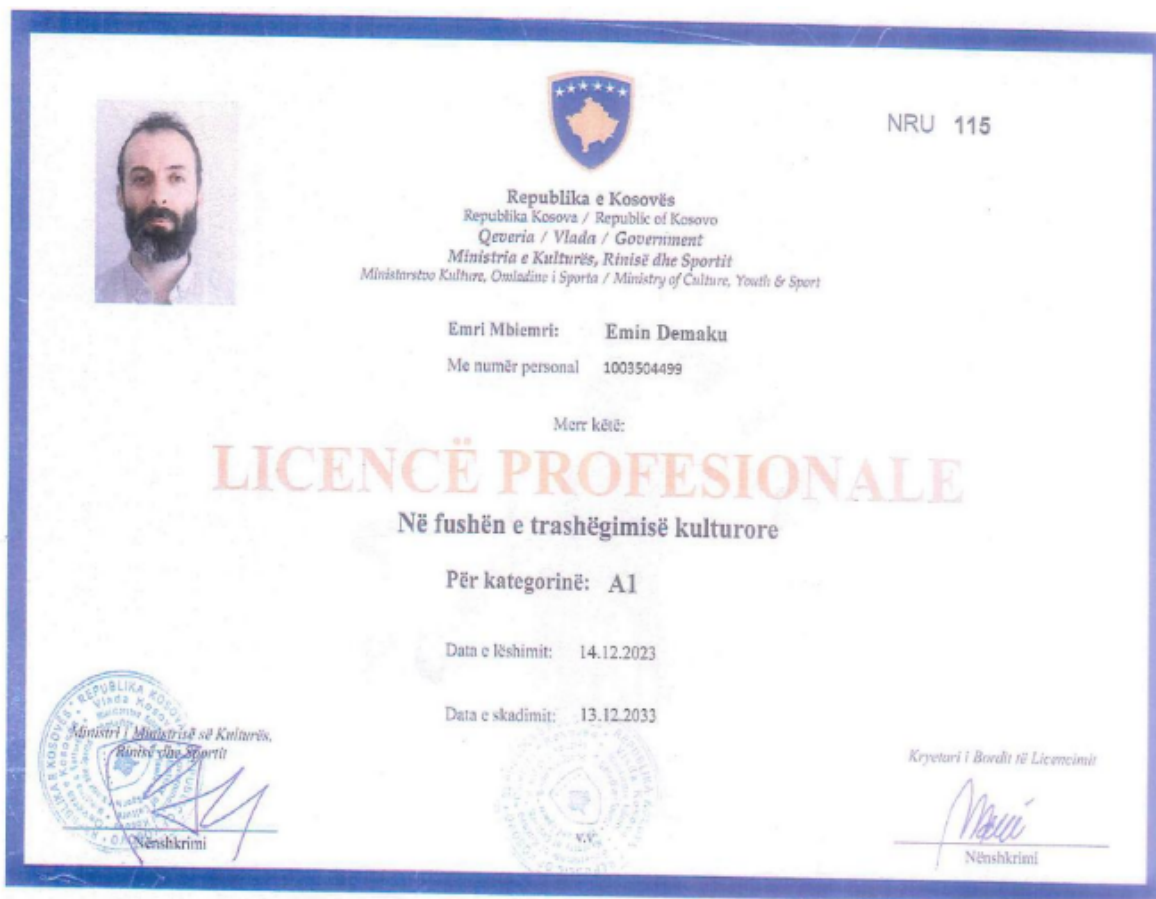 NRU 115
Republika e Kosovës
Republika Kosova / Republic of Kosovo
Qeveria / Vlada / Government
Ministria e Kulturës, Rinisë dhe Sportit
Ministarstvo Kulture, Omladine i Sporta / Ministry of Culture, Youth & Sport
Emri Mbiemri: Emin Demaku
Me numër personal 1003504499
Merr këtë:
LICENCË PROFESIONALE
Në fushën e trashëgimisë kulturore
Për kategorinë: A1
Data e lëshimit: 14.12.2023
Data e skadimit: 13.12.2033
Ministri i Ministrisë së Kulturës,
Rinisë dhe Sportit
Nënshkrimi
v.v.
Kryetari i Bordit të Licencimit
Nënshkrimi